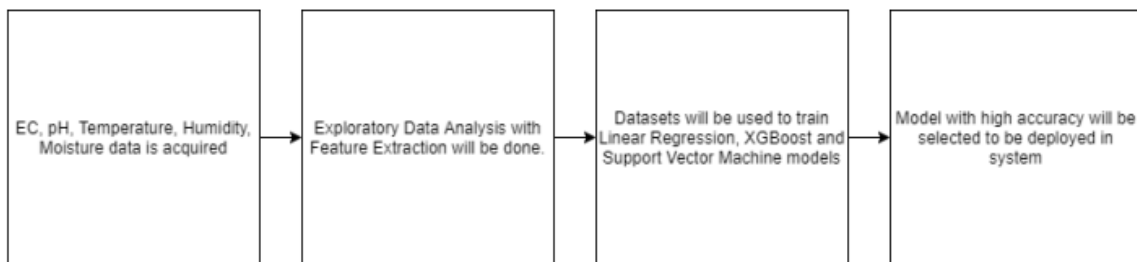 EC, pH, Temperature, Humidity,
Moisture data is acquired
Exploratory Data Analysis with
Feature Extraction will be done.
Datasets will be used to train
Linear Regression, XGBoost and
Support Vector Machine models
Model with high accuracy will be
selected to be deployed in
system